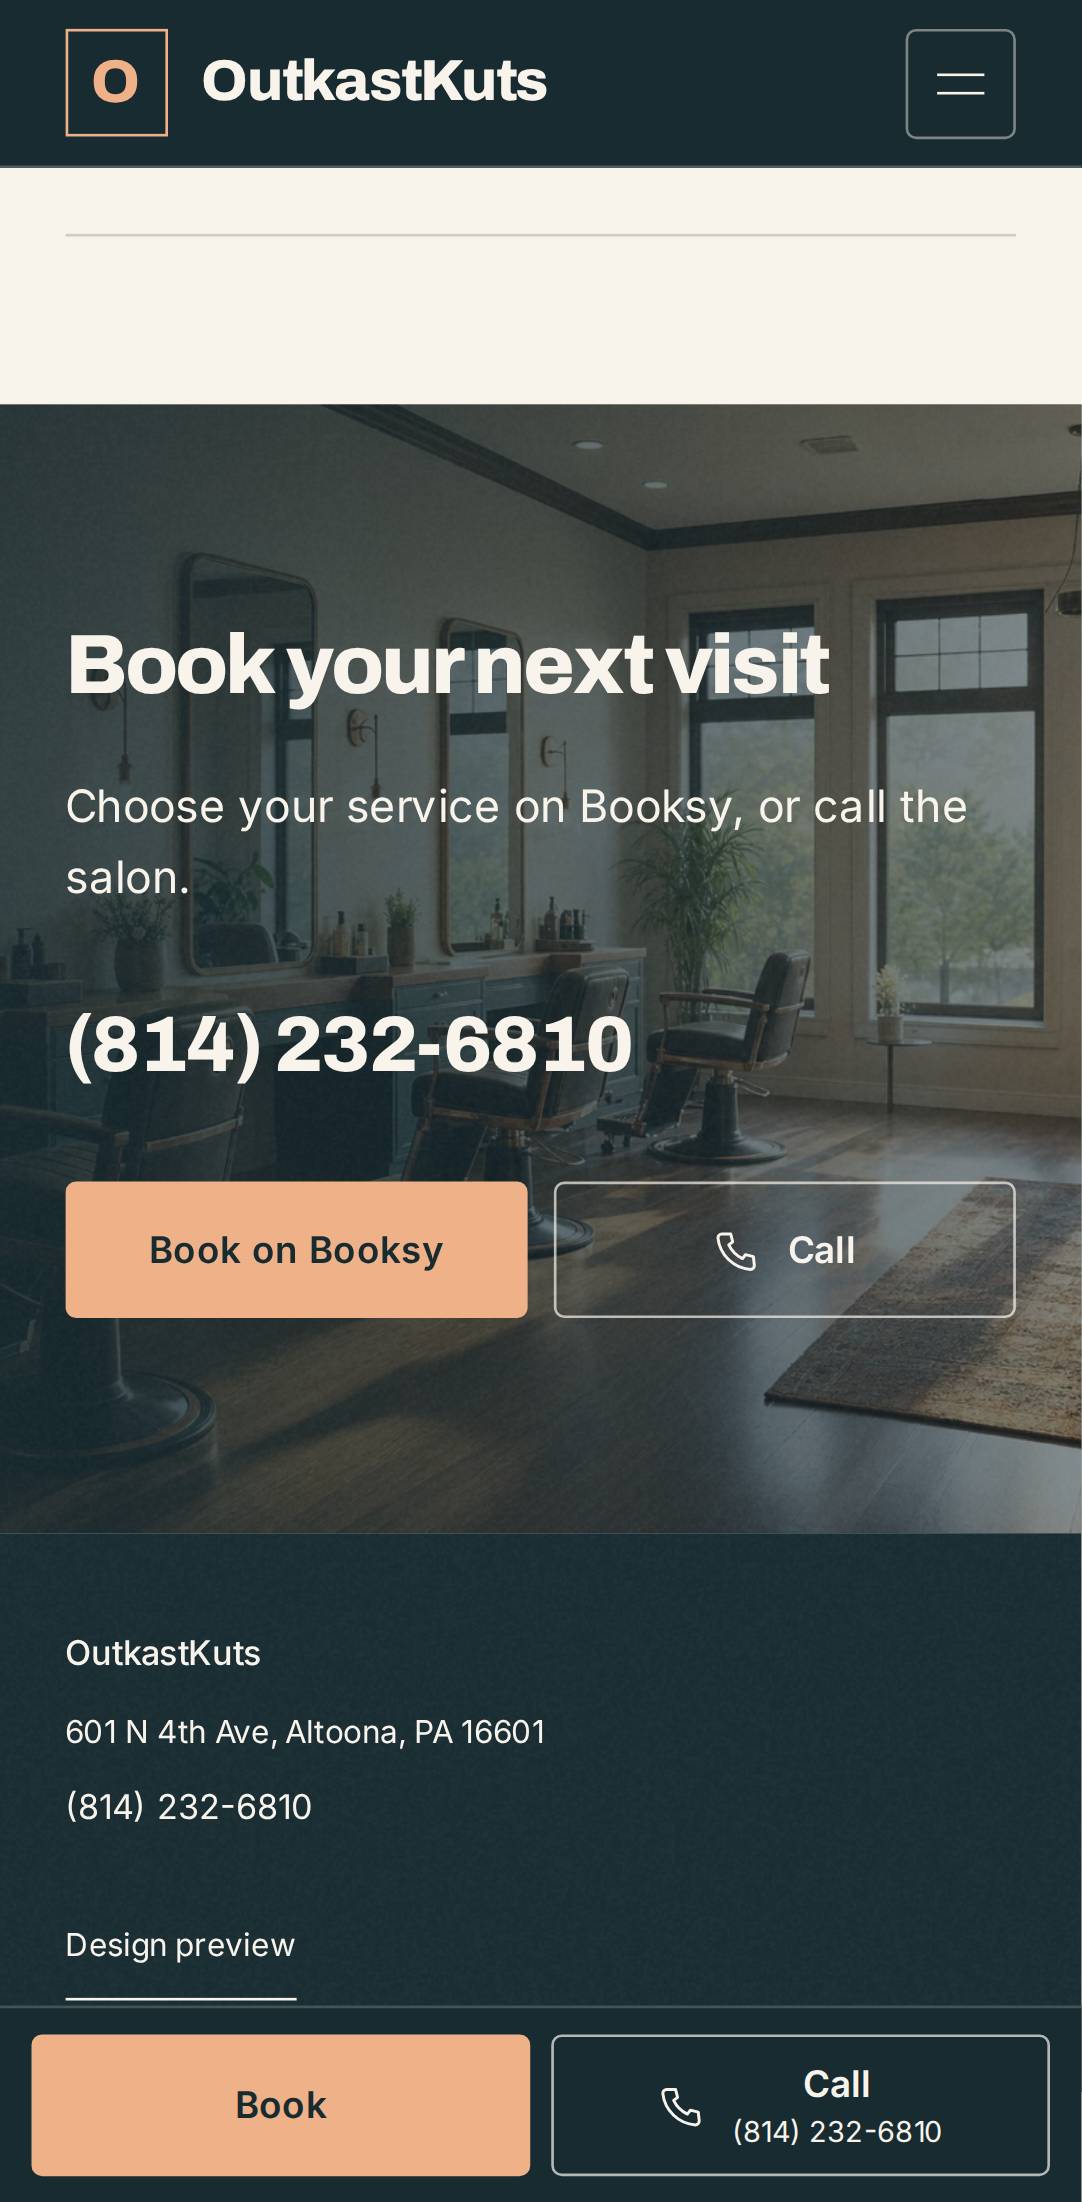 O
OutkastKuts
Book your next visit
Choose your service on Booksy, or call the
salon.
(814) 232-6810
Book on Booksy
Call
OutkastKuts
601 N 4th Ave, Altoona, PA 16601
(814) 232-6810
Design preview
Book
Call
(814) 232-6810